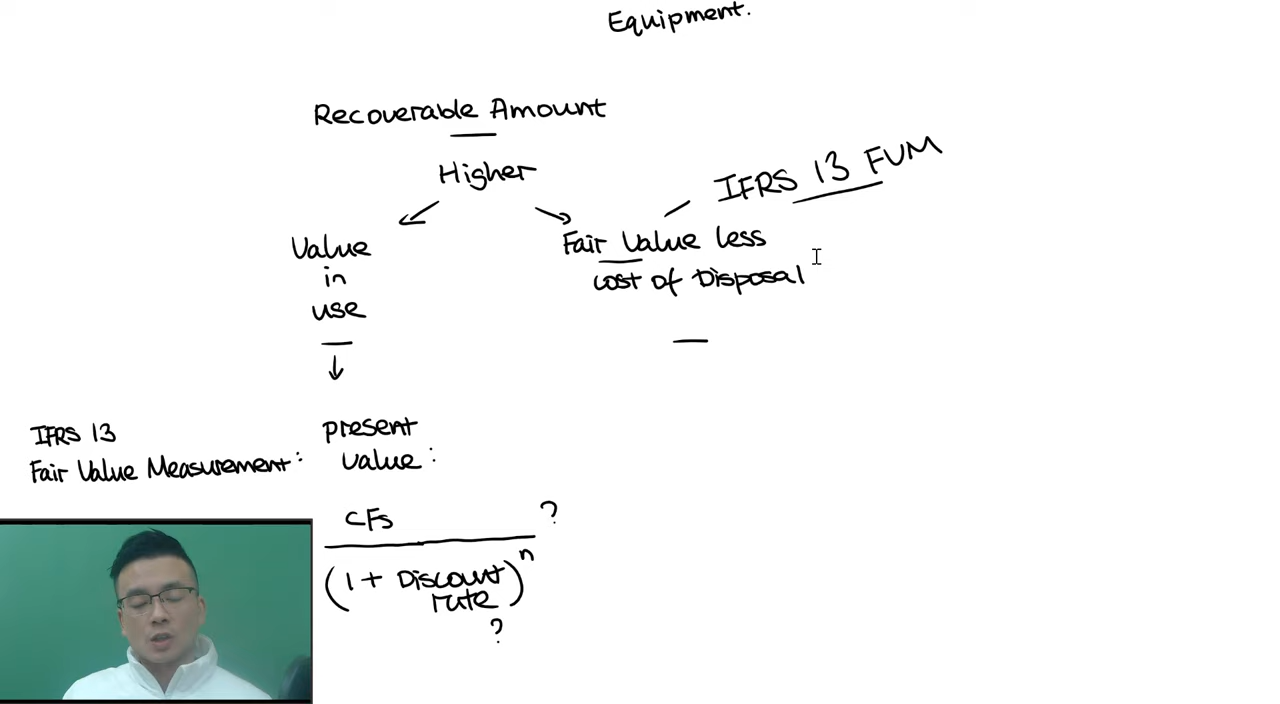 Equipment.
Recoverable Amount
Higher
IFRS 13 FVM
Value
in
use
Fair Value less
cost of Disposal
IFRS 13
Fair Value Measurement:
present
value:
CFs ?
(1 + Discount
rate)^n
?